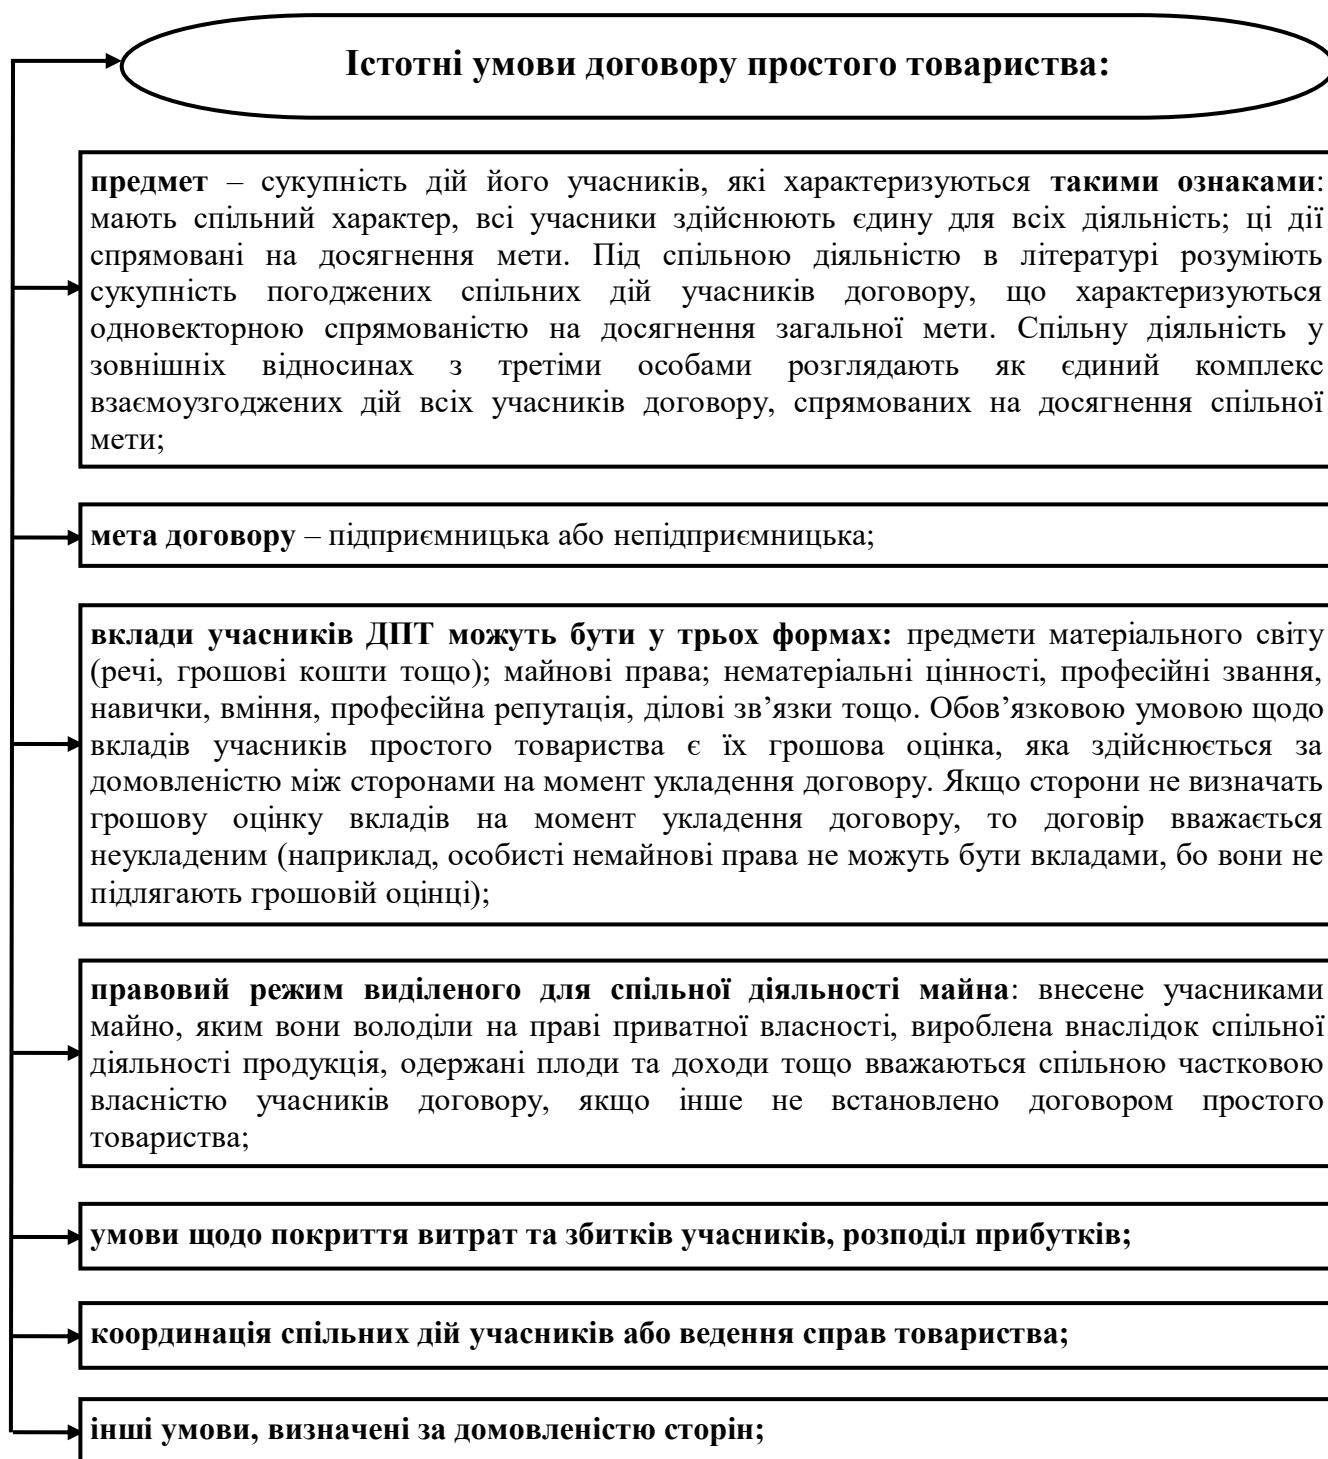 Істотні умови договору простого товариства:
предмет – сукупність дій його учасників, які характеризуються такими ознаками:
мають спільний характер, всі учасники здійснюють єдину для всіх діяльність; ці дії
спрямовані на досягнення мети. Під спільною діяльністю в літературі розуміють
сукупність погоджених спільних дій учасників договору, що характеризуються
одновекторною спрямованістю на досягнення загальної мети. Спільну діяльність у
зовнішніх відносинах з третіми особами розглядають як єдиний комплекс
взаємоузгоджених дій всіх учасників договору, спрямованих на досягнення спільної
мети;
мета договору – підприємницька або непідприємницька;
вклади учасників ДПТ можуть бути у трьох формах: предмети матеріального світу
(речі, грошові кошти тощо); майнові права; нематеріальні цінності, професійні звання,
навички, вміння, професійна репутація, ділові зв’язки тощо. Обов’язковою умовою щодо
вкладів учасників простого товариства є їх грошова оцінка, яка здійснюється за
домовленістю між сторонами на момент укладення договору. Якщо сторони не визначать
грошову оцінку вкладів на момент укладення договору, то договір вважається
неукладеним (наприклад, особисті немайнові права не можуть бути вкладами, бо вони не
підлягають грошовій оцінці);
правовий режим виділеного для спільної діяльності майна: внесене учасниками
майно, яким вони володіли на праві приватної власності, вироблена внаслідок спільної
діяльності продукція, одержані плоди та доходи тощо вважаються спільною частковою
власністю учасників договору, якщо інше не встановлено договором простого
товариства;
умови щодо покриття витрат та збитків учасників, розподіл прибутків;
координація спільних дій учасників або ведення справ товариства;
інші умови, визначені за домовленістю сторін;